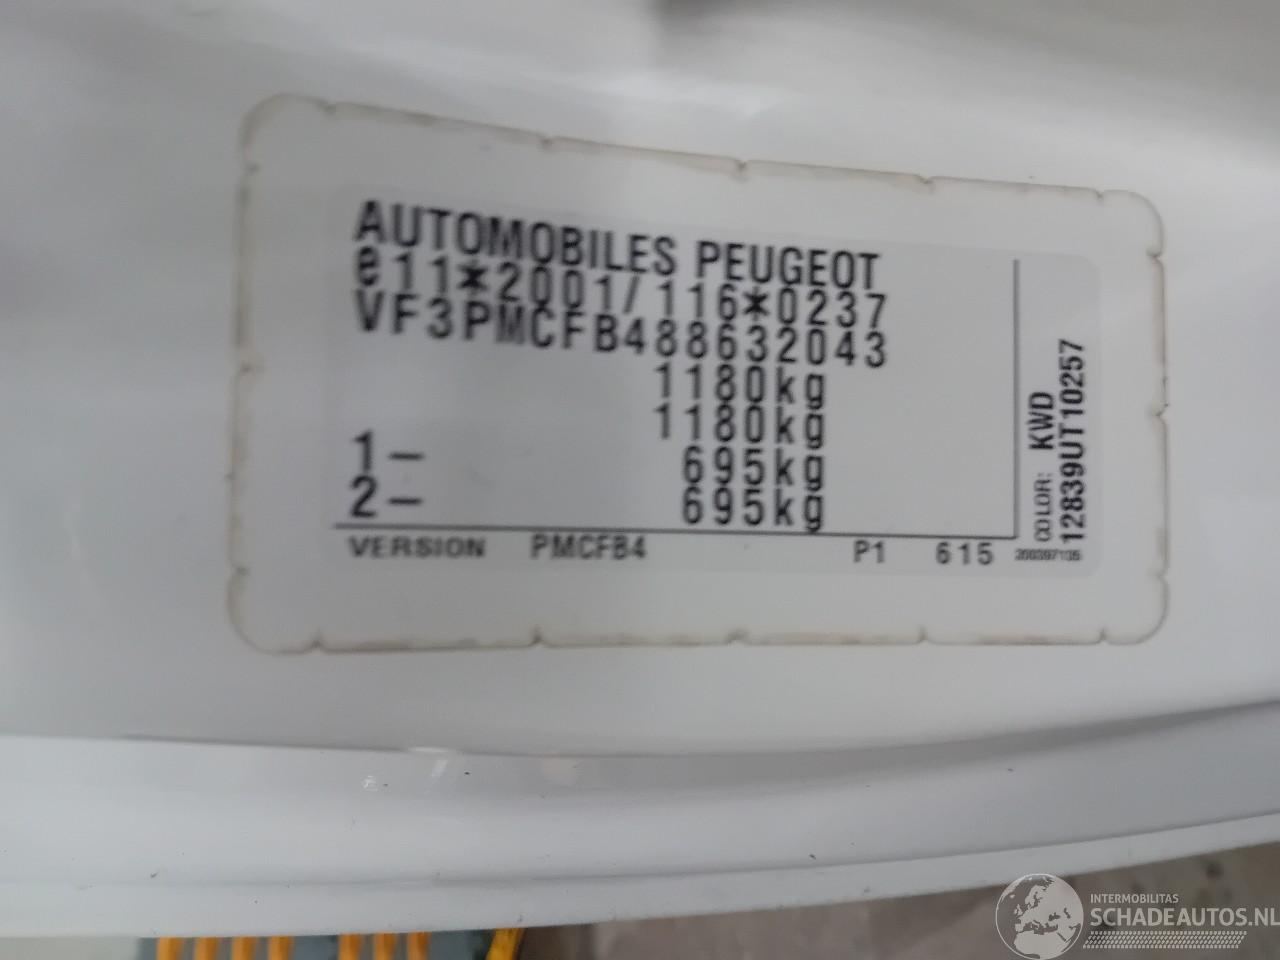 AUTOMOBILES PEUGEOT
e11*2001/116*0237
VF3PMCFB488632043
1180kg
1180kg
1- 695kg
2- 695kg
VERSION PMCFB4 P1 615
COLOR: KWD
12839UT10257
INTERMOBILITAS
SCHADEAUTOS.NL